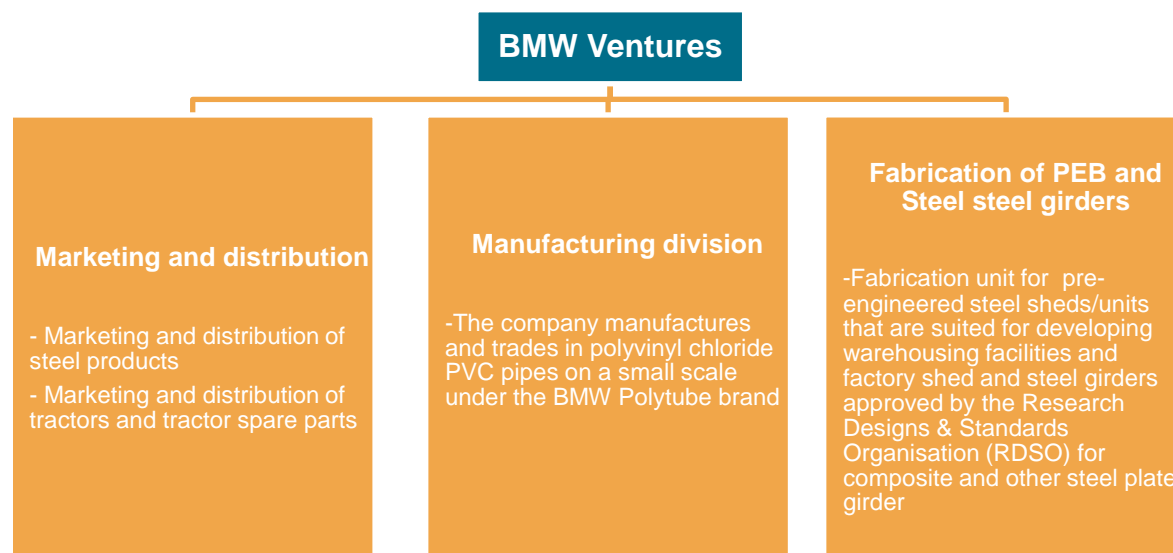 BMW Ventures
Marketing and distribution
- Marketing and distribution of
steel products
- Marketing and distribution of
tractors and tractor spare parts
Manufacturing division
-The company manufactures
and trades in polyvinyl chloride
PVC pipes on a small scale
under the BMW Polytube brand
Fabrication of PEB and
Steel steel girders
-Fabrication unit for pre-
engineered steel sheds/units
that are suited for developing
warehousing facilities and
factory shed and steel girders
approved by the Research
Designs & Standards
Organisation (RDSO) for
composite and other steel plate
girder